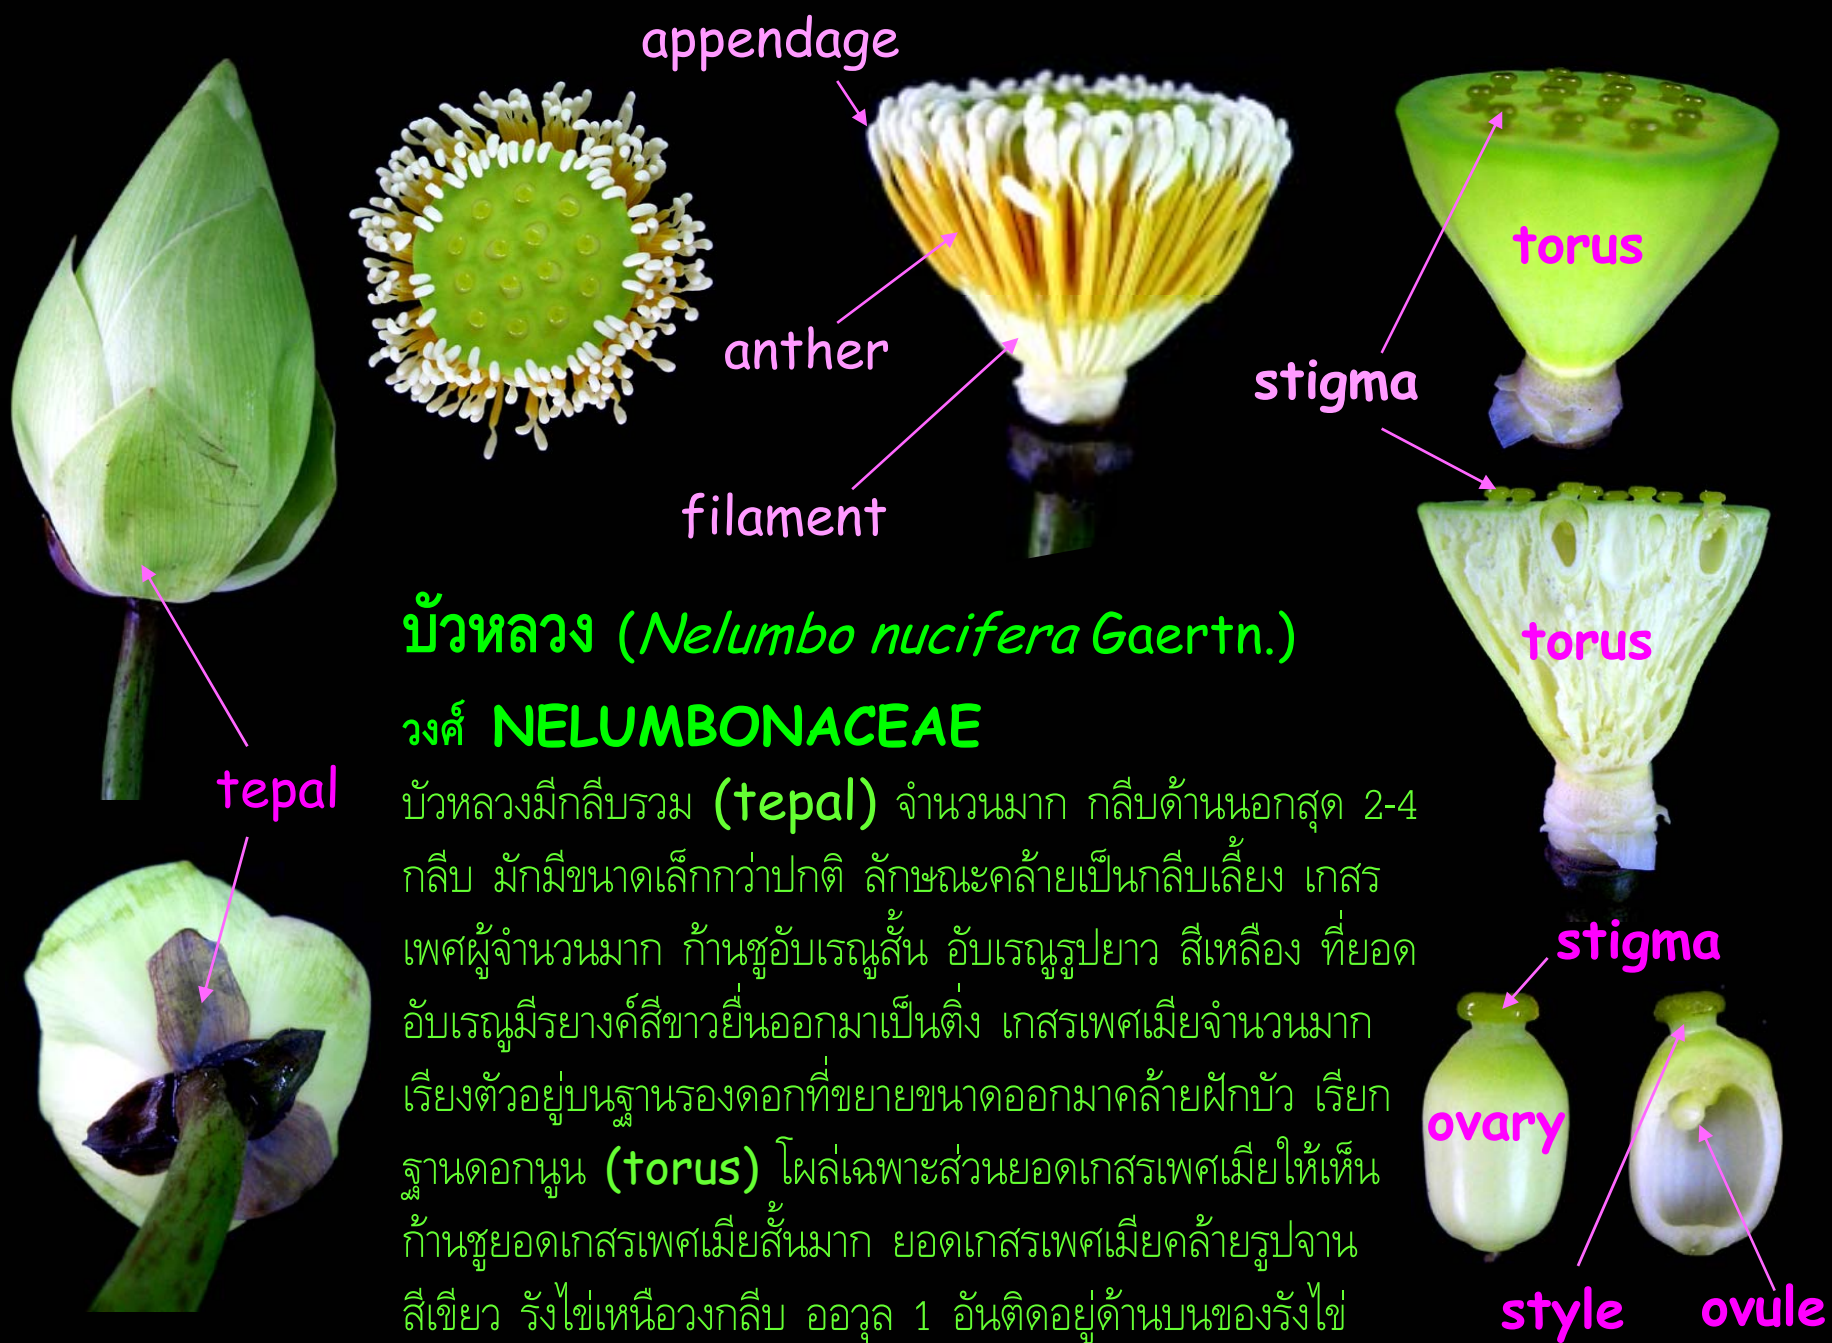 appendage
anther
filament
stigma
torus
torus
tepal
บัวหลวง (Nelumbo nucifera Gaertn.)
วงศ์ NELUMBONACEAE
บัวหลวงมีกลีบรวม (tepal) จำนวนมาก กลีบด้านนอกสุด 2-4
กลีบ มักมีขนาดเล็กกว่าปกติ ลักษณะคล้ายเป็นกลีบเลี้ยง เกสร
เพศผู้จำนวนมาก ก้านชูอับเรณูสั้น อับเรณูรูปยาว สีเหลือง ที่ยอด
อับเรณูมีรยางค์สีขาวยื่นออกมาเป็นติ่ง เกสรเพศเมียจำนวนมาก
เรียงตัวอยู่บนฐานรองดอกที่ขยายขนาดออกมาคล้ายฝักบัว เรียก
ฐานดอกนูน (torus) โผล่เฉพาะส่วนยอดเกสรเพศเมียให้เห็น
ก้านชูยอดเกสรเพศเมียสั้นมาก ยอดเกสรเพศเมียคล้ายรูปจาน
สีเขียว รังไข่เหนือวงกลีบ ออวุล 1 อันติดอยู่ด้านบนของรังไข่
stigma
ovary
style
ovule